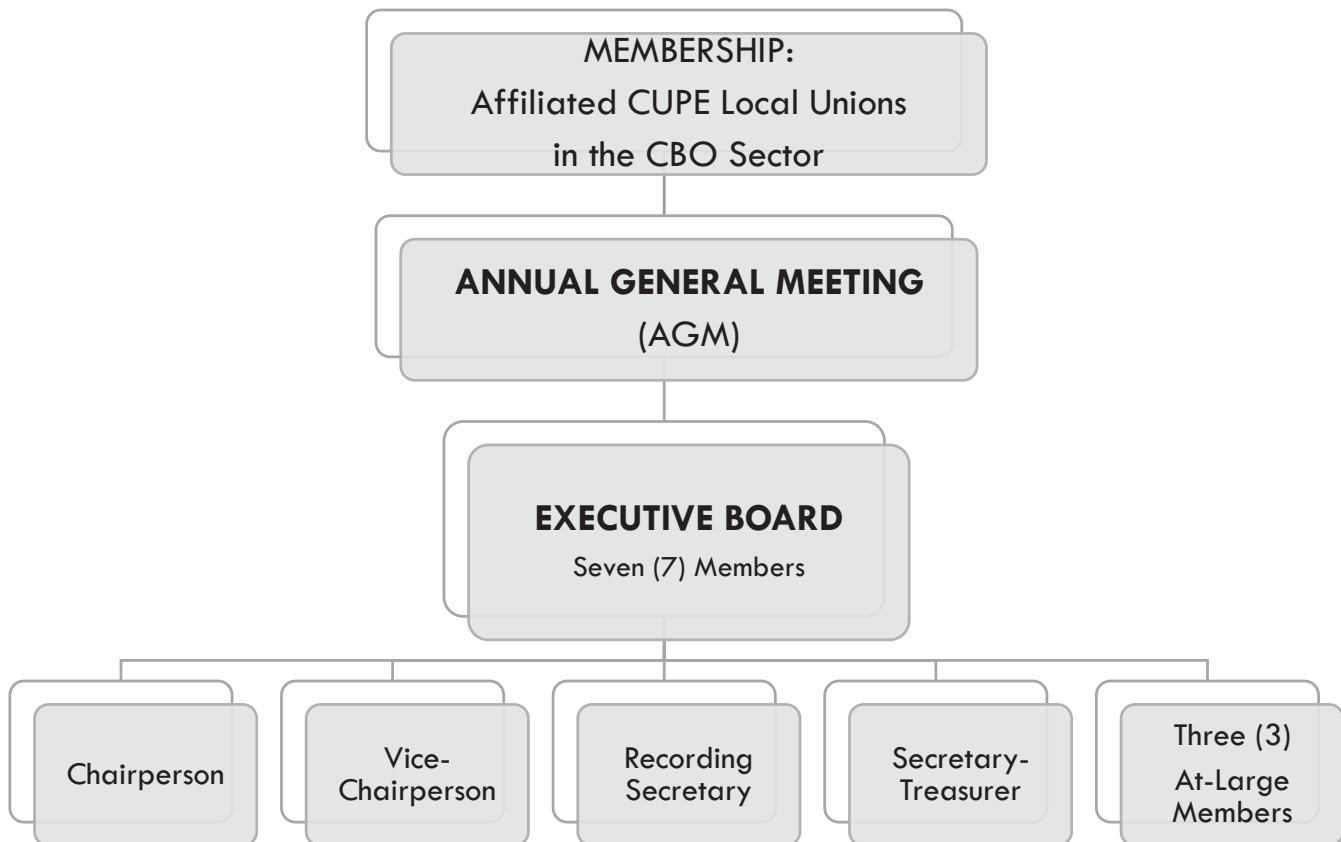 MEMBERSHIP:
Affiliated CUPE Local Unions
in the CBO Sector
ANNUAL GENERAL MEETING
(AGM)
EXECUTIVE BOARD
Seven (7) Members
Chairperson
Vice-
Chairperson
Recording
Secretary
Secretary-
Treasurer
Three (3)
At-Large
Members